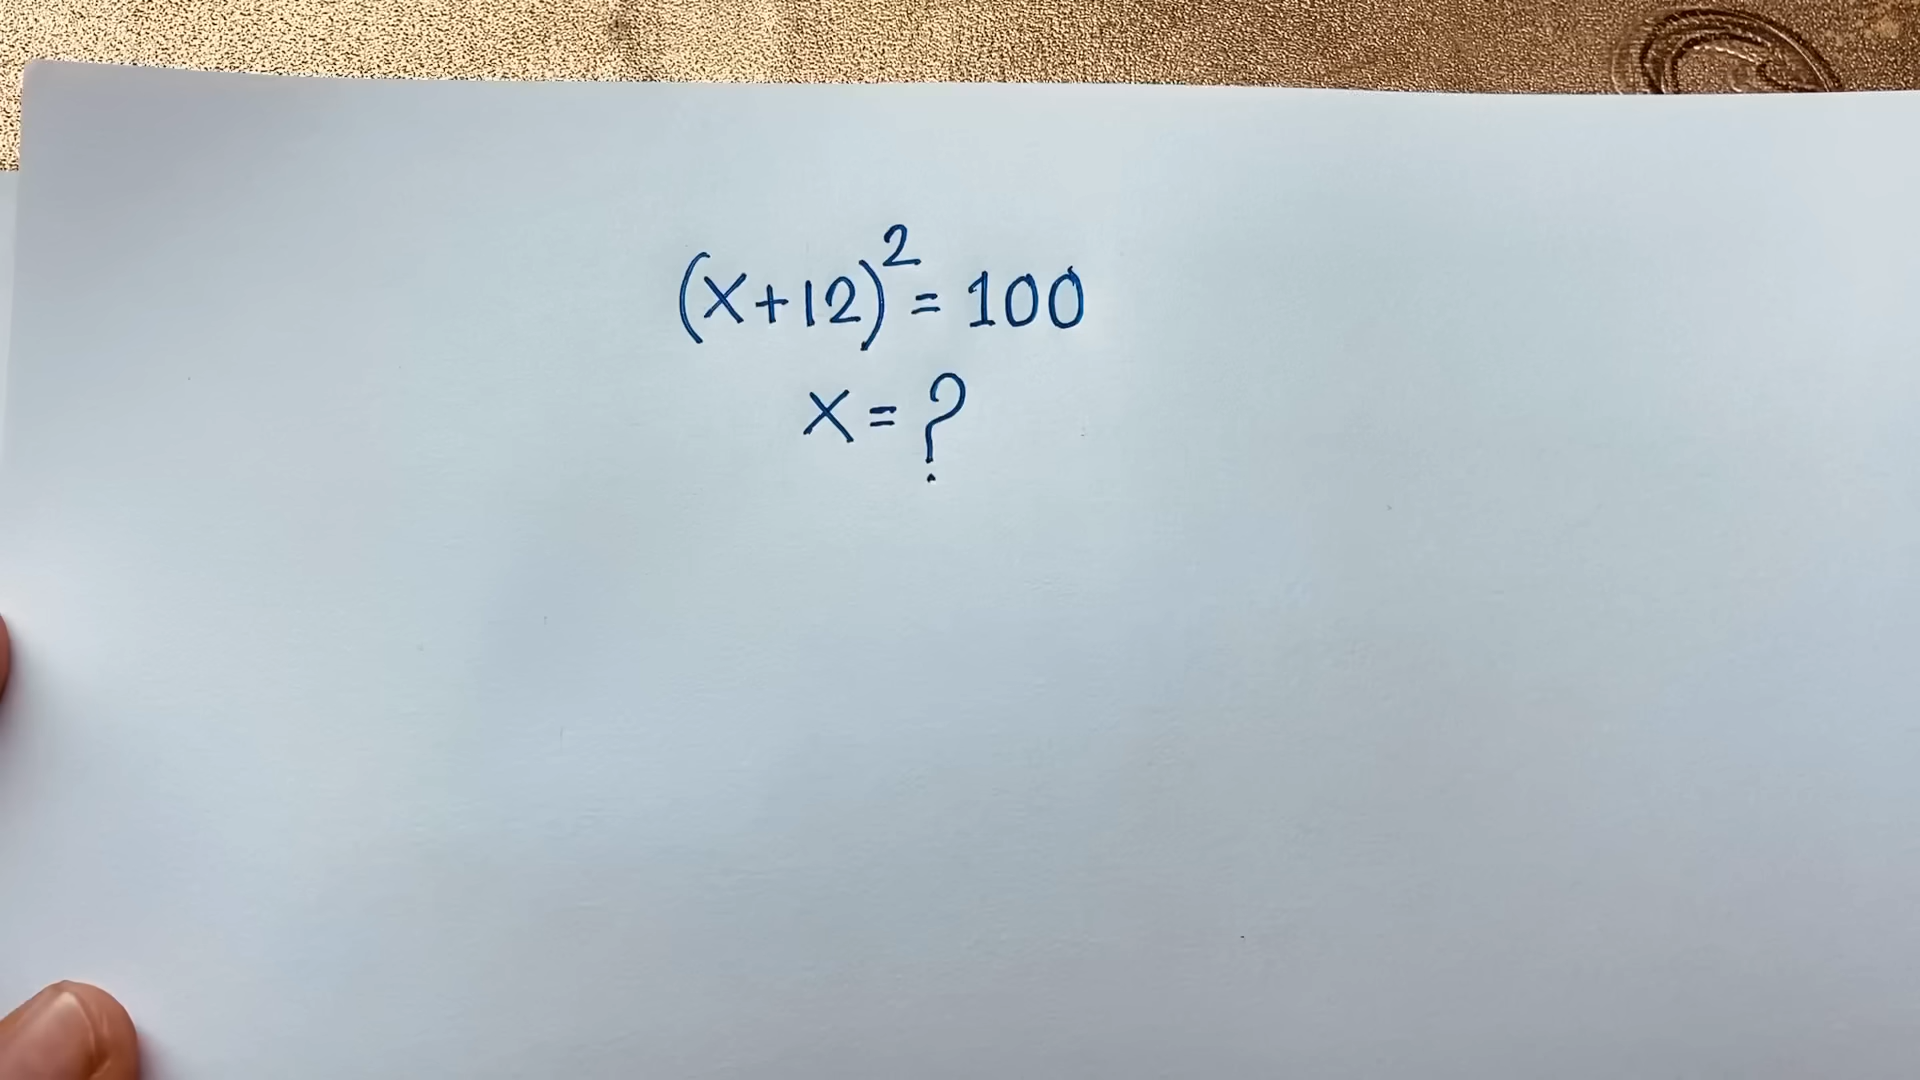 (x+12)² = 100
x = ?